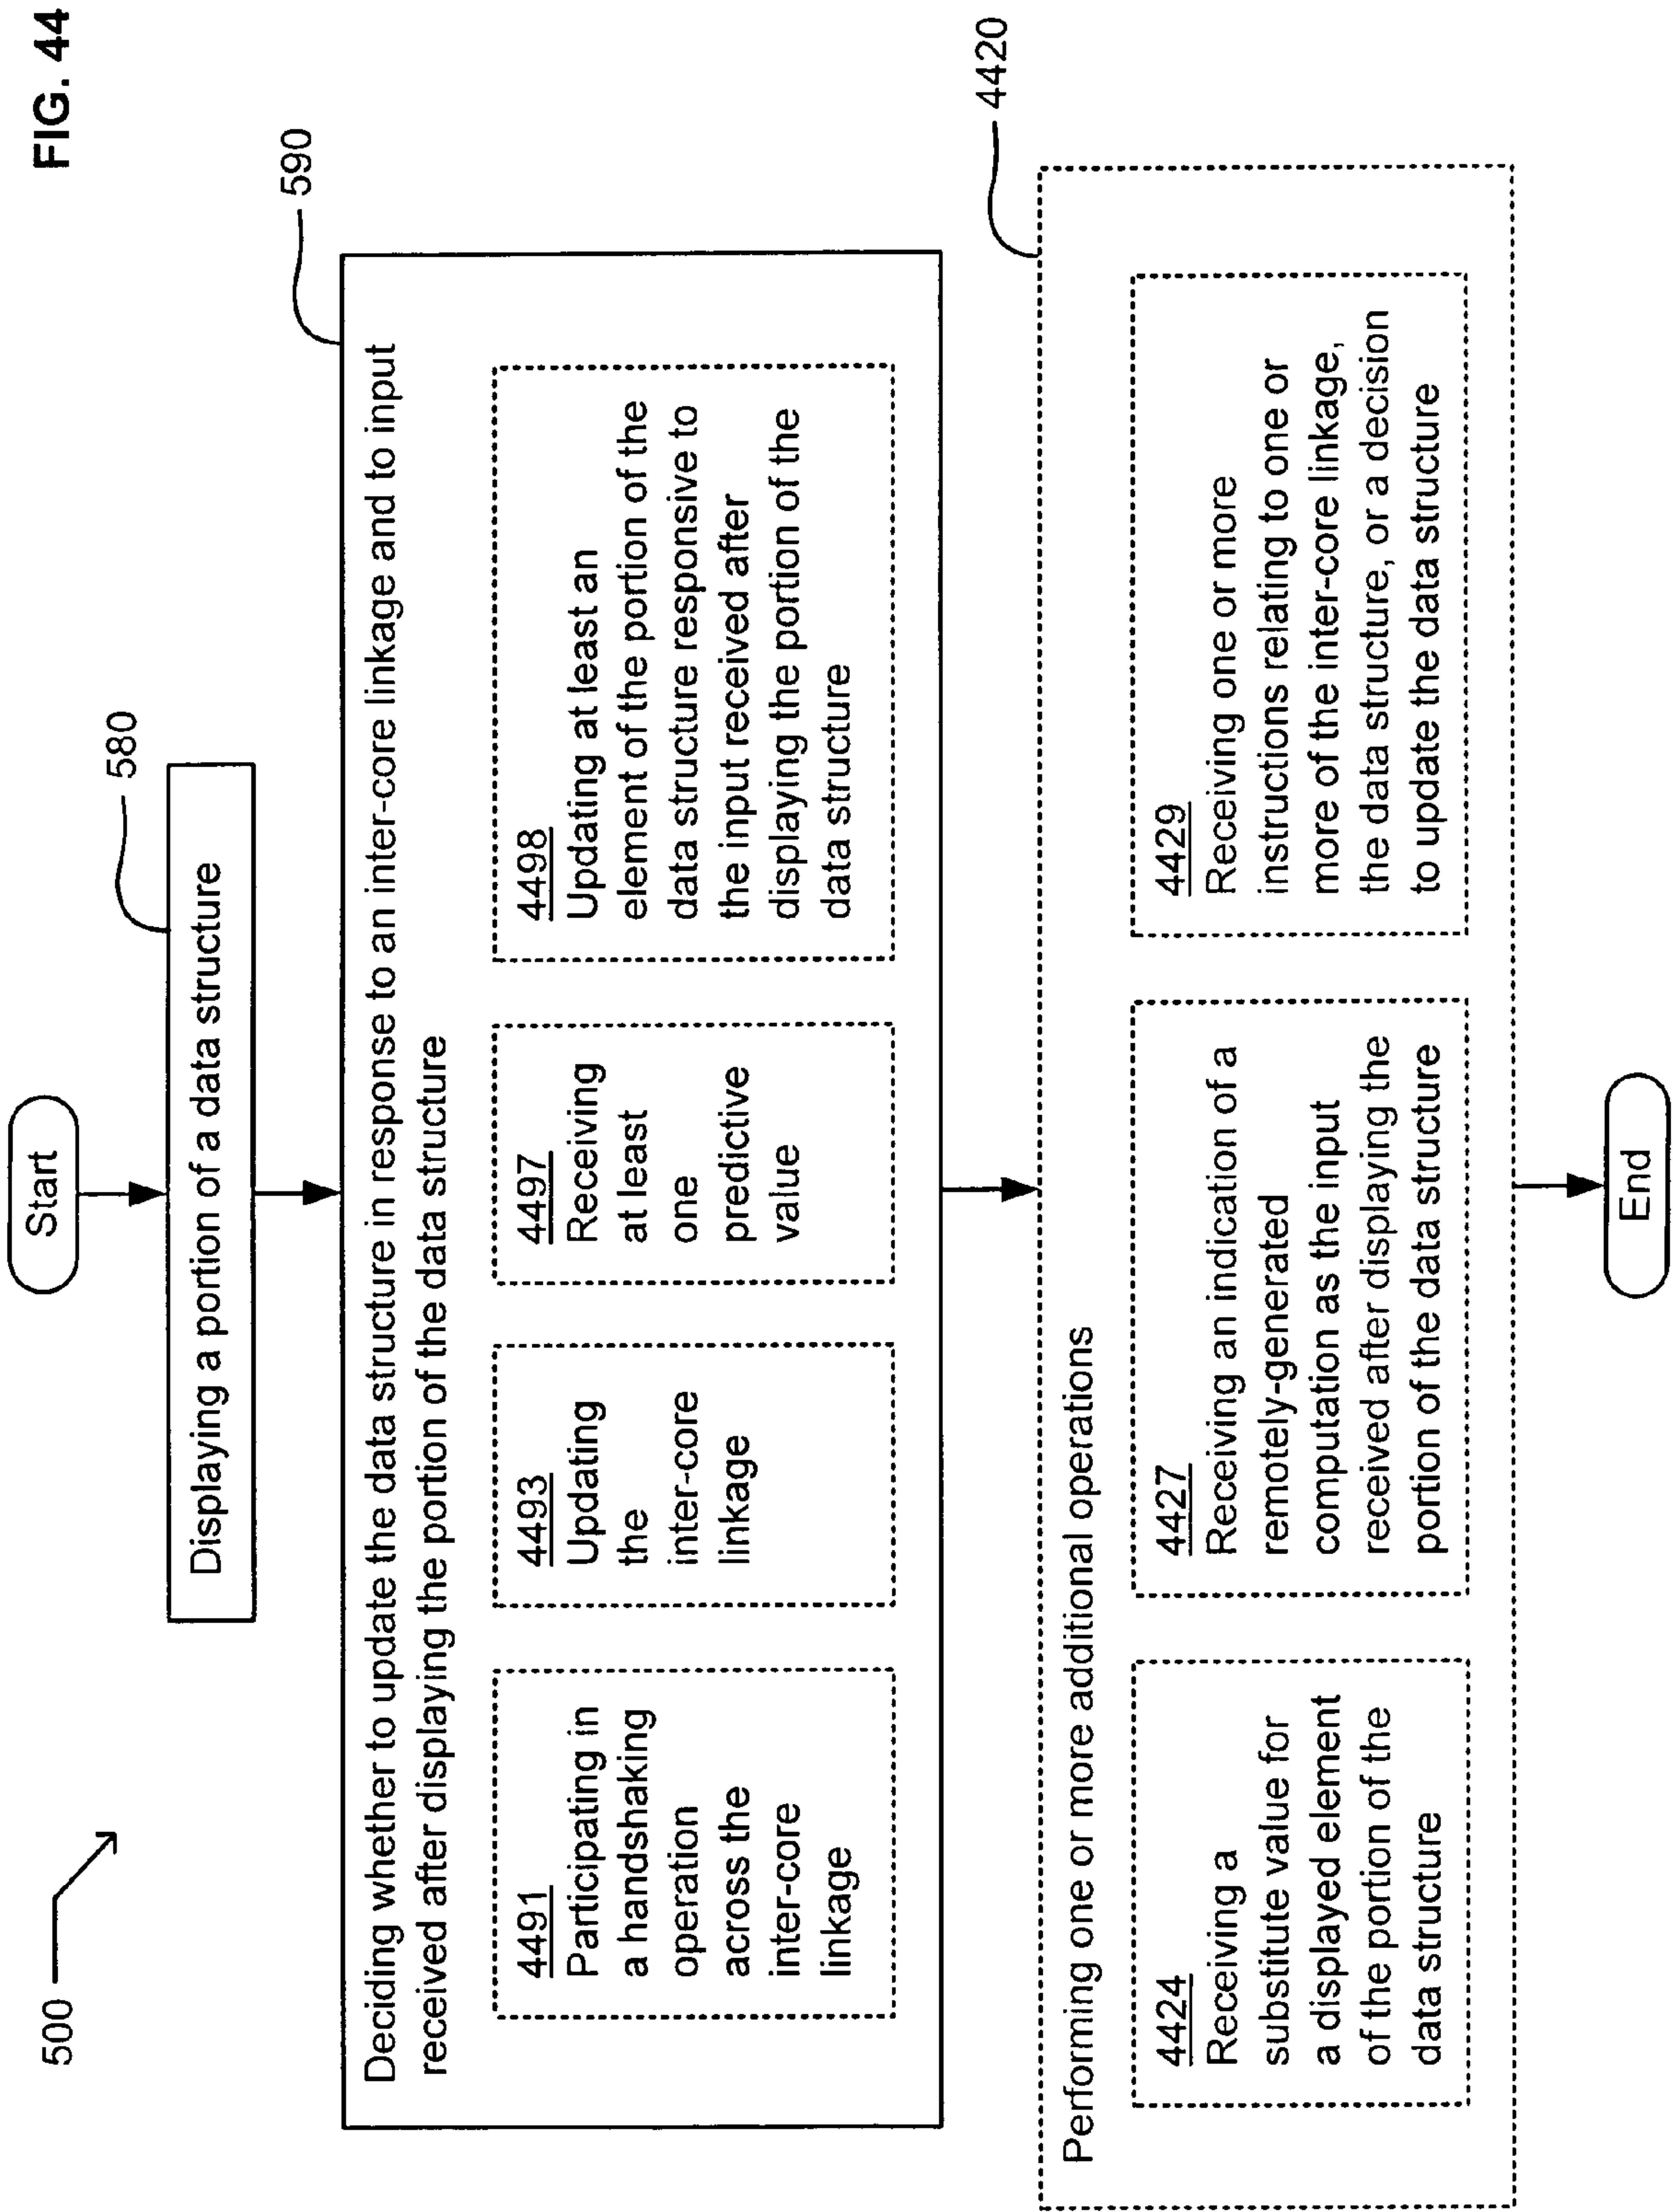 FIG. 44
500
Start
580
Displaying a portion of a data structure
590
Deciding whether to update the data structure in response to an inter-core linkage and to input
received after displaying the portion of the data structure
4491
Participating in
a handshaking
operation
across the
inter-core
linkage
4493
Updating
the
inter-core
linkage
4497
Receiving
at least
one
predictive
value
4498
Updating at least an
element of the portion of the
data structure responsive to
the input received after
displaying the portion of the
data structure
4420
Performing one or more additional operations
4424
Receiving a
substitute value for
a displayed element
of the portion of the
data structure
4427
Receiving an indication of a
remotely-generated
computation as the input
received after displaying the
portion of the data structure
4429
Receiving one or more
instructions relating to one or
more of the inter-core linkage,
the data structure, or a decision
to update the data structure
End